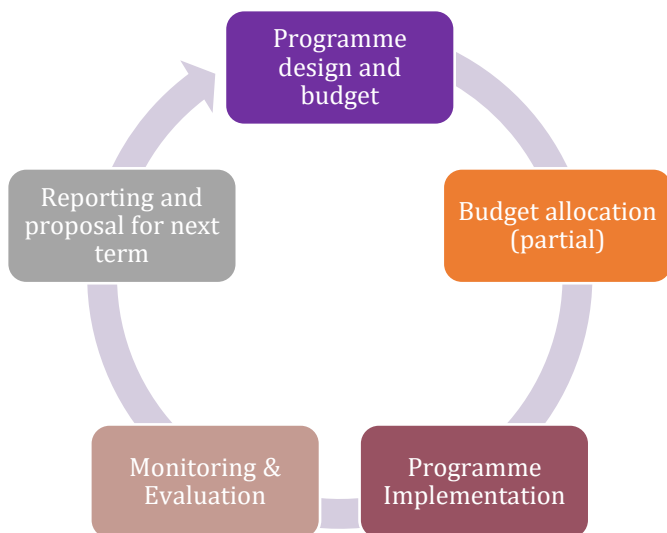 Programme
design and
budget
Budget allocation
(partial)
Programme
Implementation
Monitoring &
Evaluation
Reporting and
proposal for next
term